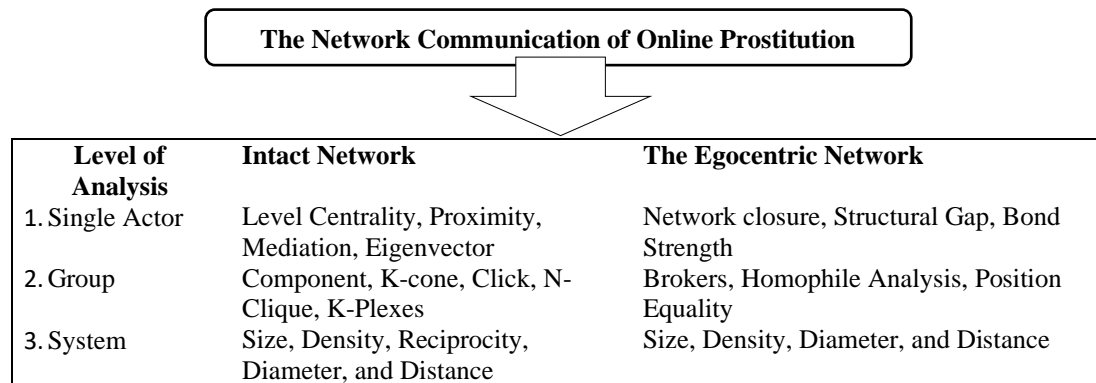 The Network Communication of Online Prostitution
Level of Analysis Intact Network The Egocentric Network
1. Single Actor Level Centrality, Proximity, Mediation, Eigenvector Network closure, Structural Gap, Bond Strength
2. Group Component, K-cone, Click, N-Clique, K-Plexes Brokers, Homophile Analysis, Position Equality
3. System Size, Density, Reciprocity, Diameter, and Distance Size, Density, Diameter, and Distance